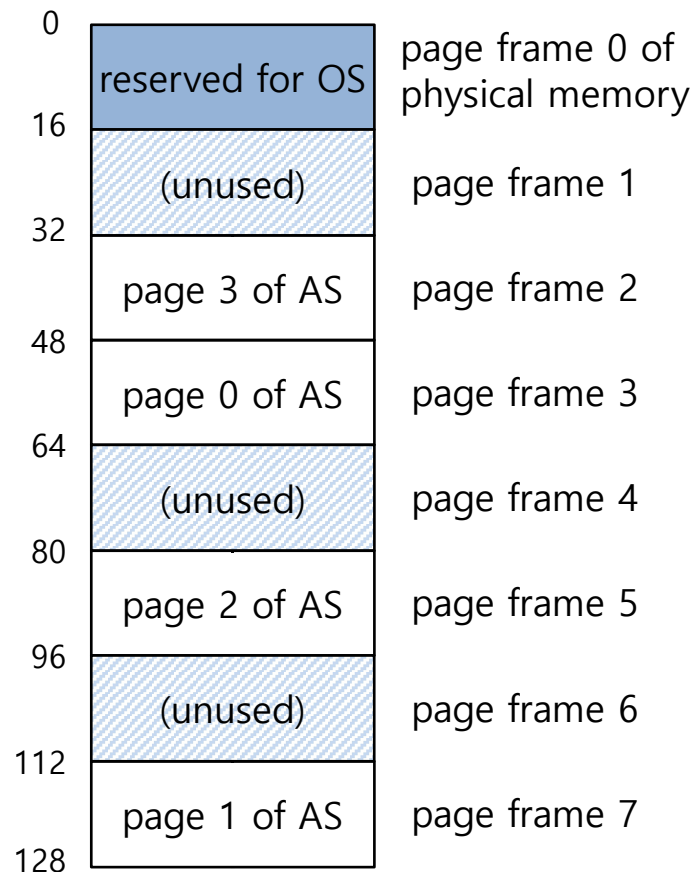 0
reserved for OS
page frame 0 of
physical memory
16
(unused)
page frame 1
32
page 3 of AS
page frame 2
48
page 0 of AS
page frame 3
64
(unused)
page frame 4
80
page 2 of AS
page frame 5
96
(unused)
page frame 6
112
page 1 of AS
page frame 7
128